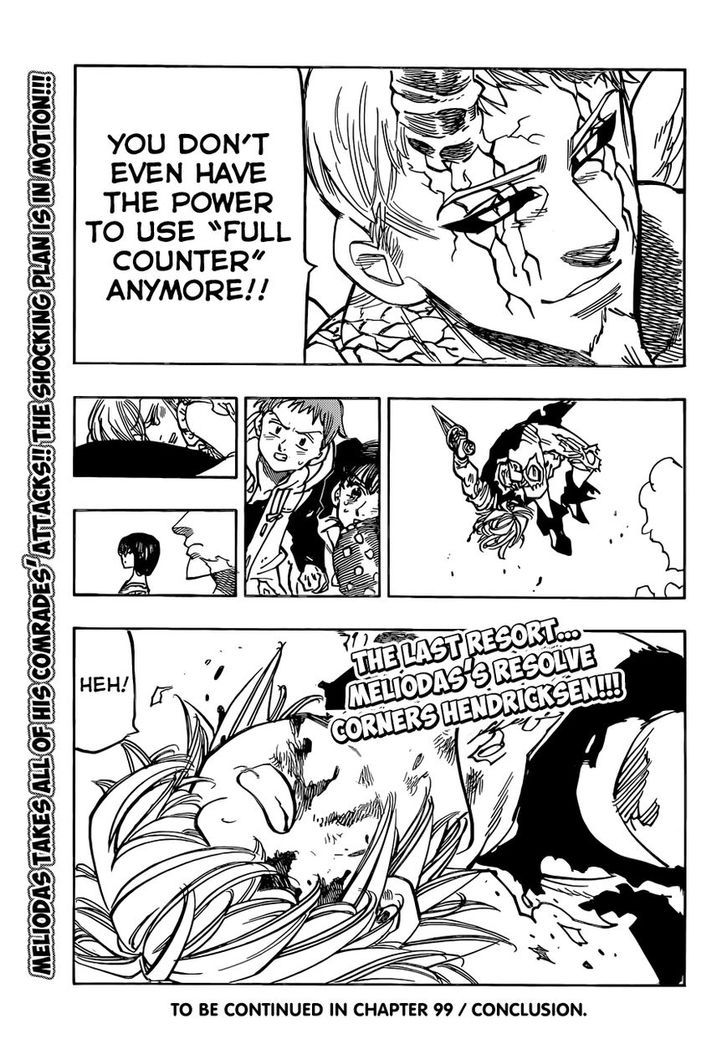 YOU DON'T
EVEN HAVE
THE POWER
TO USE "FULL
COUNTER"
ANYMORE!!
MELIODAS TAKES ALL OF HIS COMRADES' ATTACKS!! THE SHOCKING PLAN IS IN MOTION!!!
HEH!
THE LAST RESORT...
MELIODAS'S RESOLVE
CORNERS HENDRICKSEN!!!
TO BE CONTINUED IN CHAPTER 99 / CONCLUSION.